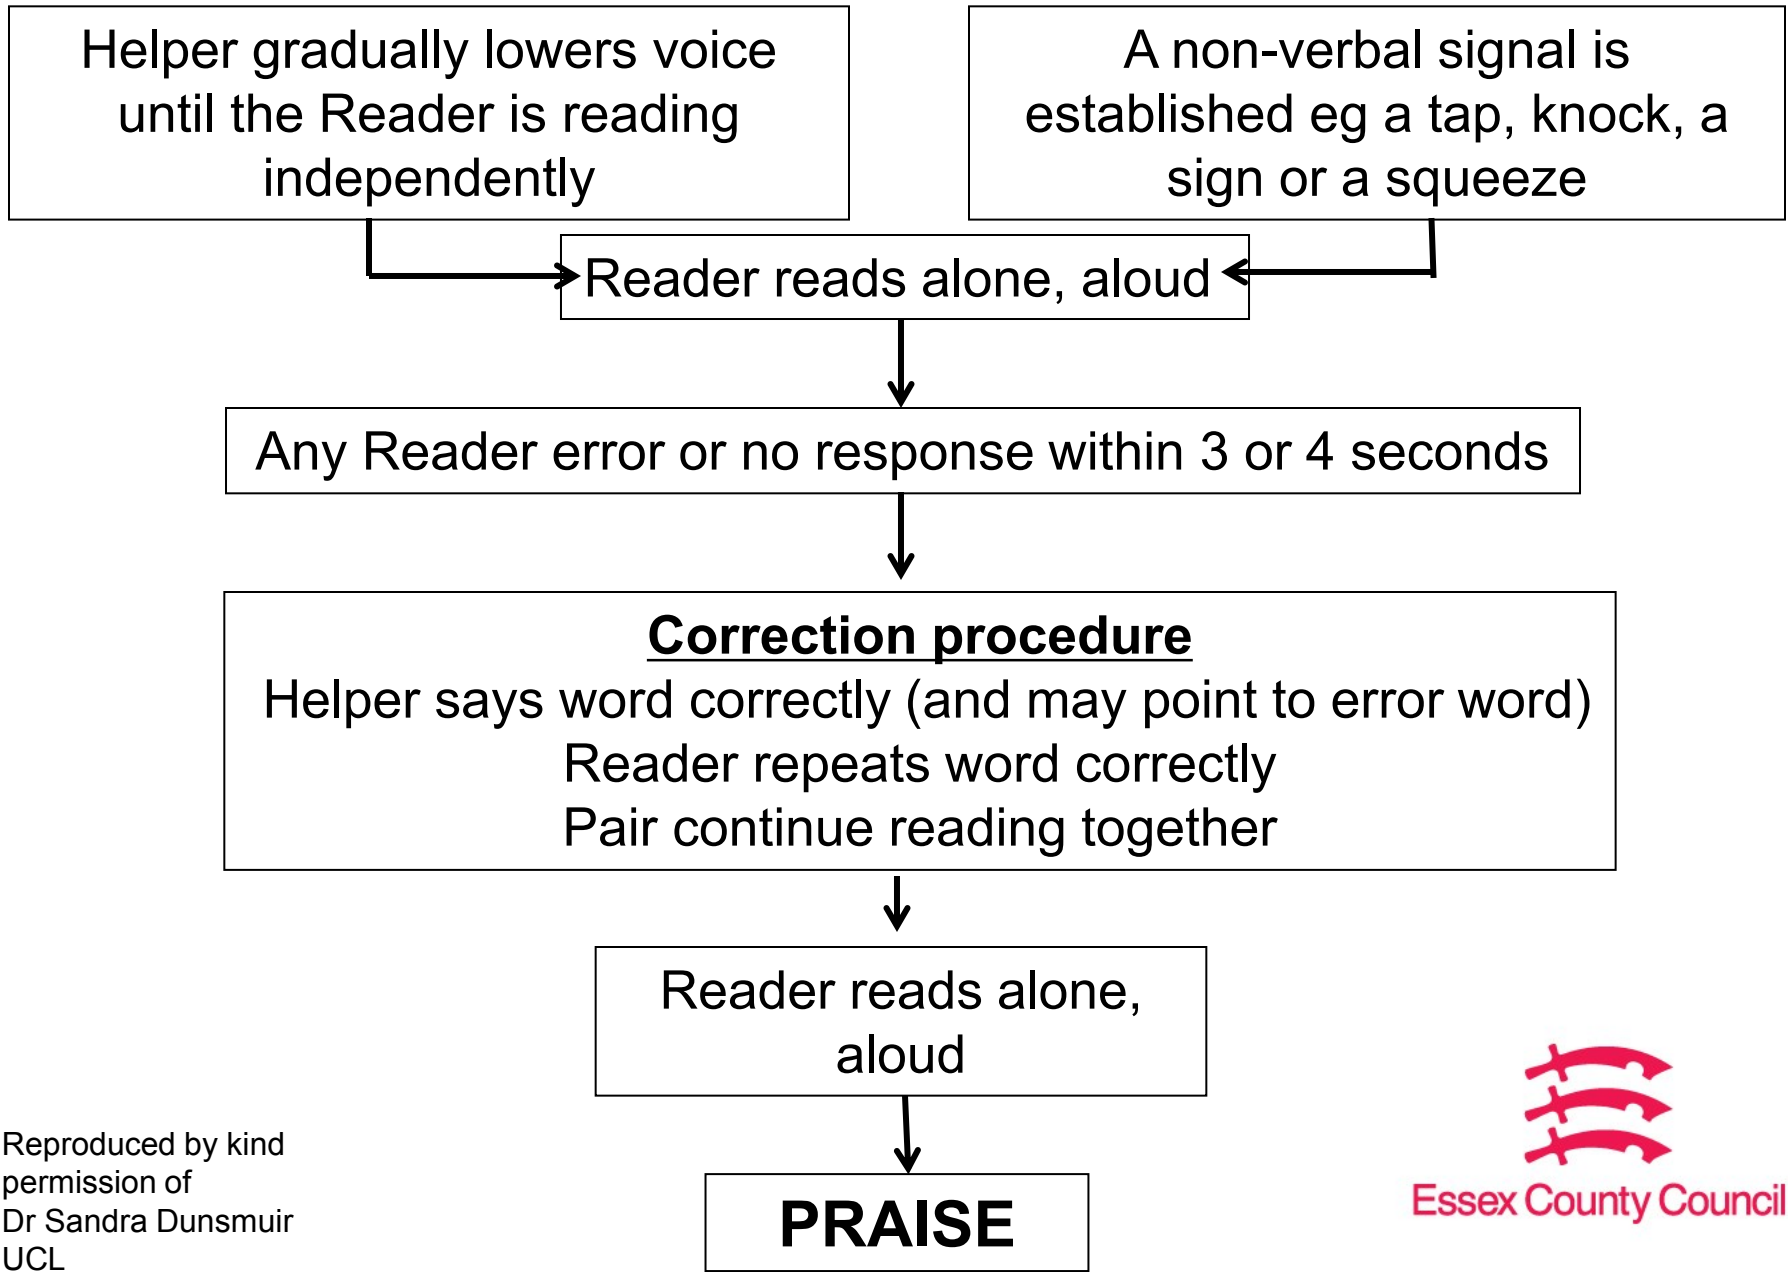 Helper gradually lowers voice
until the Reader is reading
independently
A non-verbal signal is
established eg a tap, knock, a
sign or a squeeze
Reader reads alone, aloud
Any Reader error or no response within 3 or 4 seconds
Correction procedure
Helper says word correctly (and may point to error word)
Reader repeats word correctly
Pair continue reading together
Reader reads alone,
aloud
PRAISE
Reproduced by kind
permission of
Dr Sandra Dunsmuir
UCL
Essex County Council